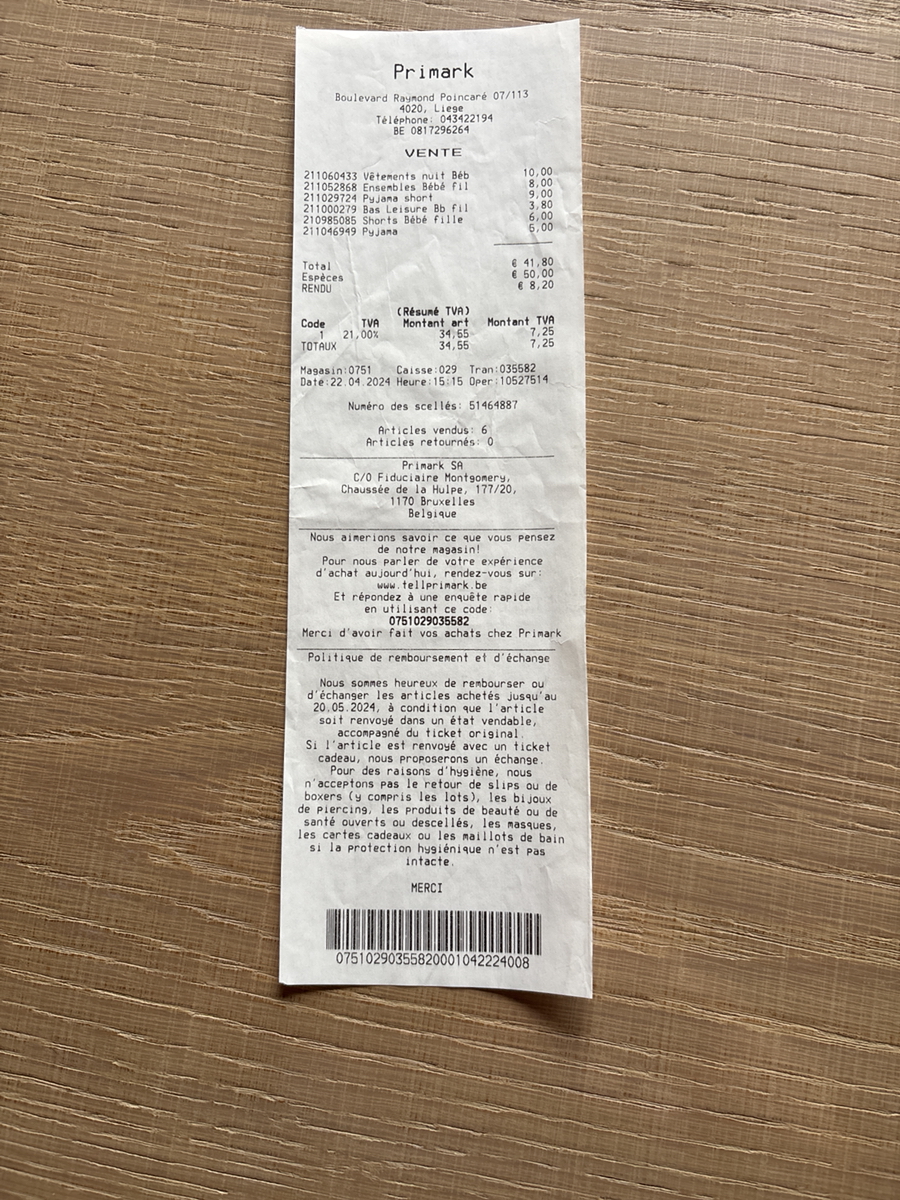 Primark
Boulevard Raymond Poincaré 07/113
4020, Liege
Téléphone: 043422194
BE 0817296264
VENTE
211060433 Vêtements nuit Béb 10,00
211052868 Ensembles Bébé fil 8,00
211029724 Pyjama short 9,00
211000279 Bas Leisure Bb fil 3,80
210985085 Shorts Bébé fille 6,00
211046949 Pyjama 5,00
Total € 41,80
Espèces € 50,00
RENDU € 8,20
(Résumé TVA)
Code TVA Montant art Montant TVA
1 21,00% 34,55 7,25
TOTAUX 34,55 7,25
Magasin:0751 Caisse:029 Tran:035582
Date:22.04.2024 Heure:15:15 Oper:10527514
Numéro des scellés: 51464887
Articles vendus: 6
Articles retournés: 0
Primark SA
C/O Fiduciaire Montgomery,
Chaussée de la Hulpe, 177/20,
1170 Bruxelles
Belgique
Nous aimerions savoir ce que vous pensez
de notre magasin!
Pour nous parler de votre expérience
d'achat aujourd'hui, rendez-vous sur:
www.tellprimark.be
Et répondez à une enquête rapide
en utilisant ce code:
0751029035582
Merci d'avoir fait vos achats chez Primark
Politique de remboursement et d'échange
Nous sommes heureux de rembourser ou
d'échanger les articles achetés jusqu'au
20.05.2024, à condition que l'article
soit renvoyé dans un état vendable,
accompagné du ticket original.
Si l'article est renvoyé avec un ticket
cadeau, nous proposerons un échange.
Pour des raisons d'hygiène, nous
n'acceptons pas le retour de slips ou de
boxers (y compris les lots), les bijoux
de piercing, les produits de beauté ou de
santé ouverts ou descellés, les masques,
les cartes cadeaux ou les maillots de bain
si la protection hygiénique n'est pas
intacte.
MERCI
07510290355820001042224008